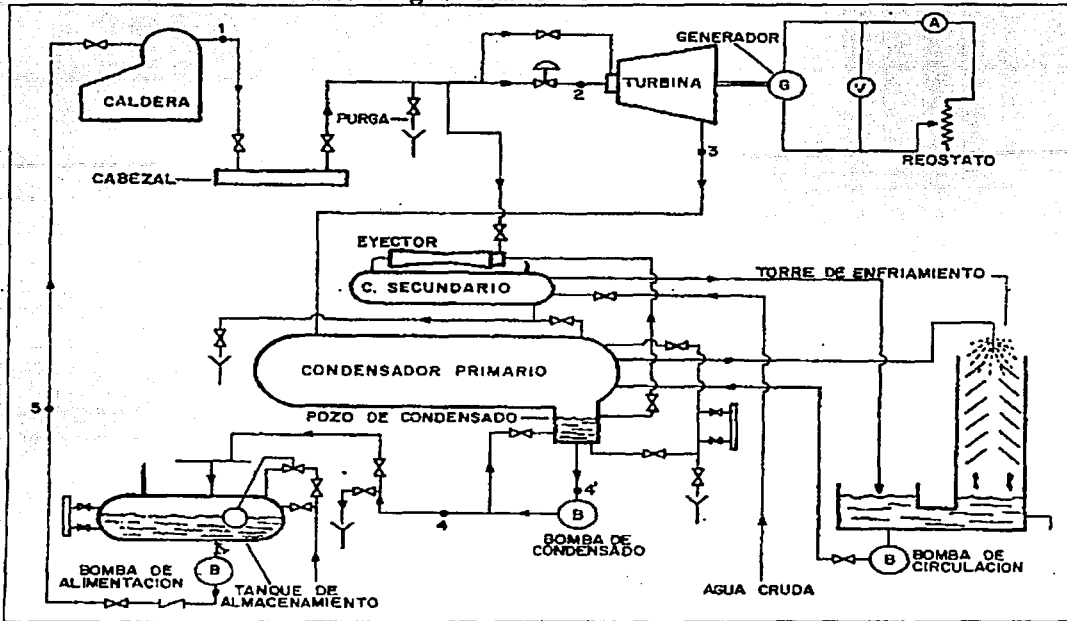 1
GENERADOR
A
CALDERA
2
TURBINA
G
V
PURGA
3
REOSTATO
CABEZAL
EYECTOR
C. SECUNDARIO
TORRE DE ENFRIAMIENTO
CONDENSADOR PRIMARIO
5
POZO DE CONDENSADO
4'
4
B
BOMBA DE
CONDENSADO
B
BOMBA DE
CIRCULACION
BOMBA DE
ALIMENTACION
B
TANQUE DE
ALMACENAMIENTO
AGUA CRUDA